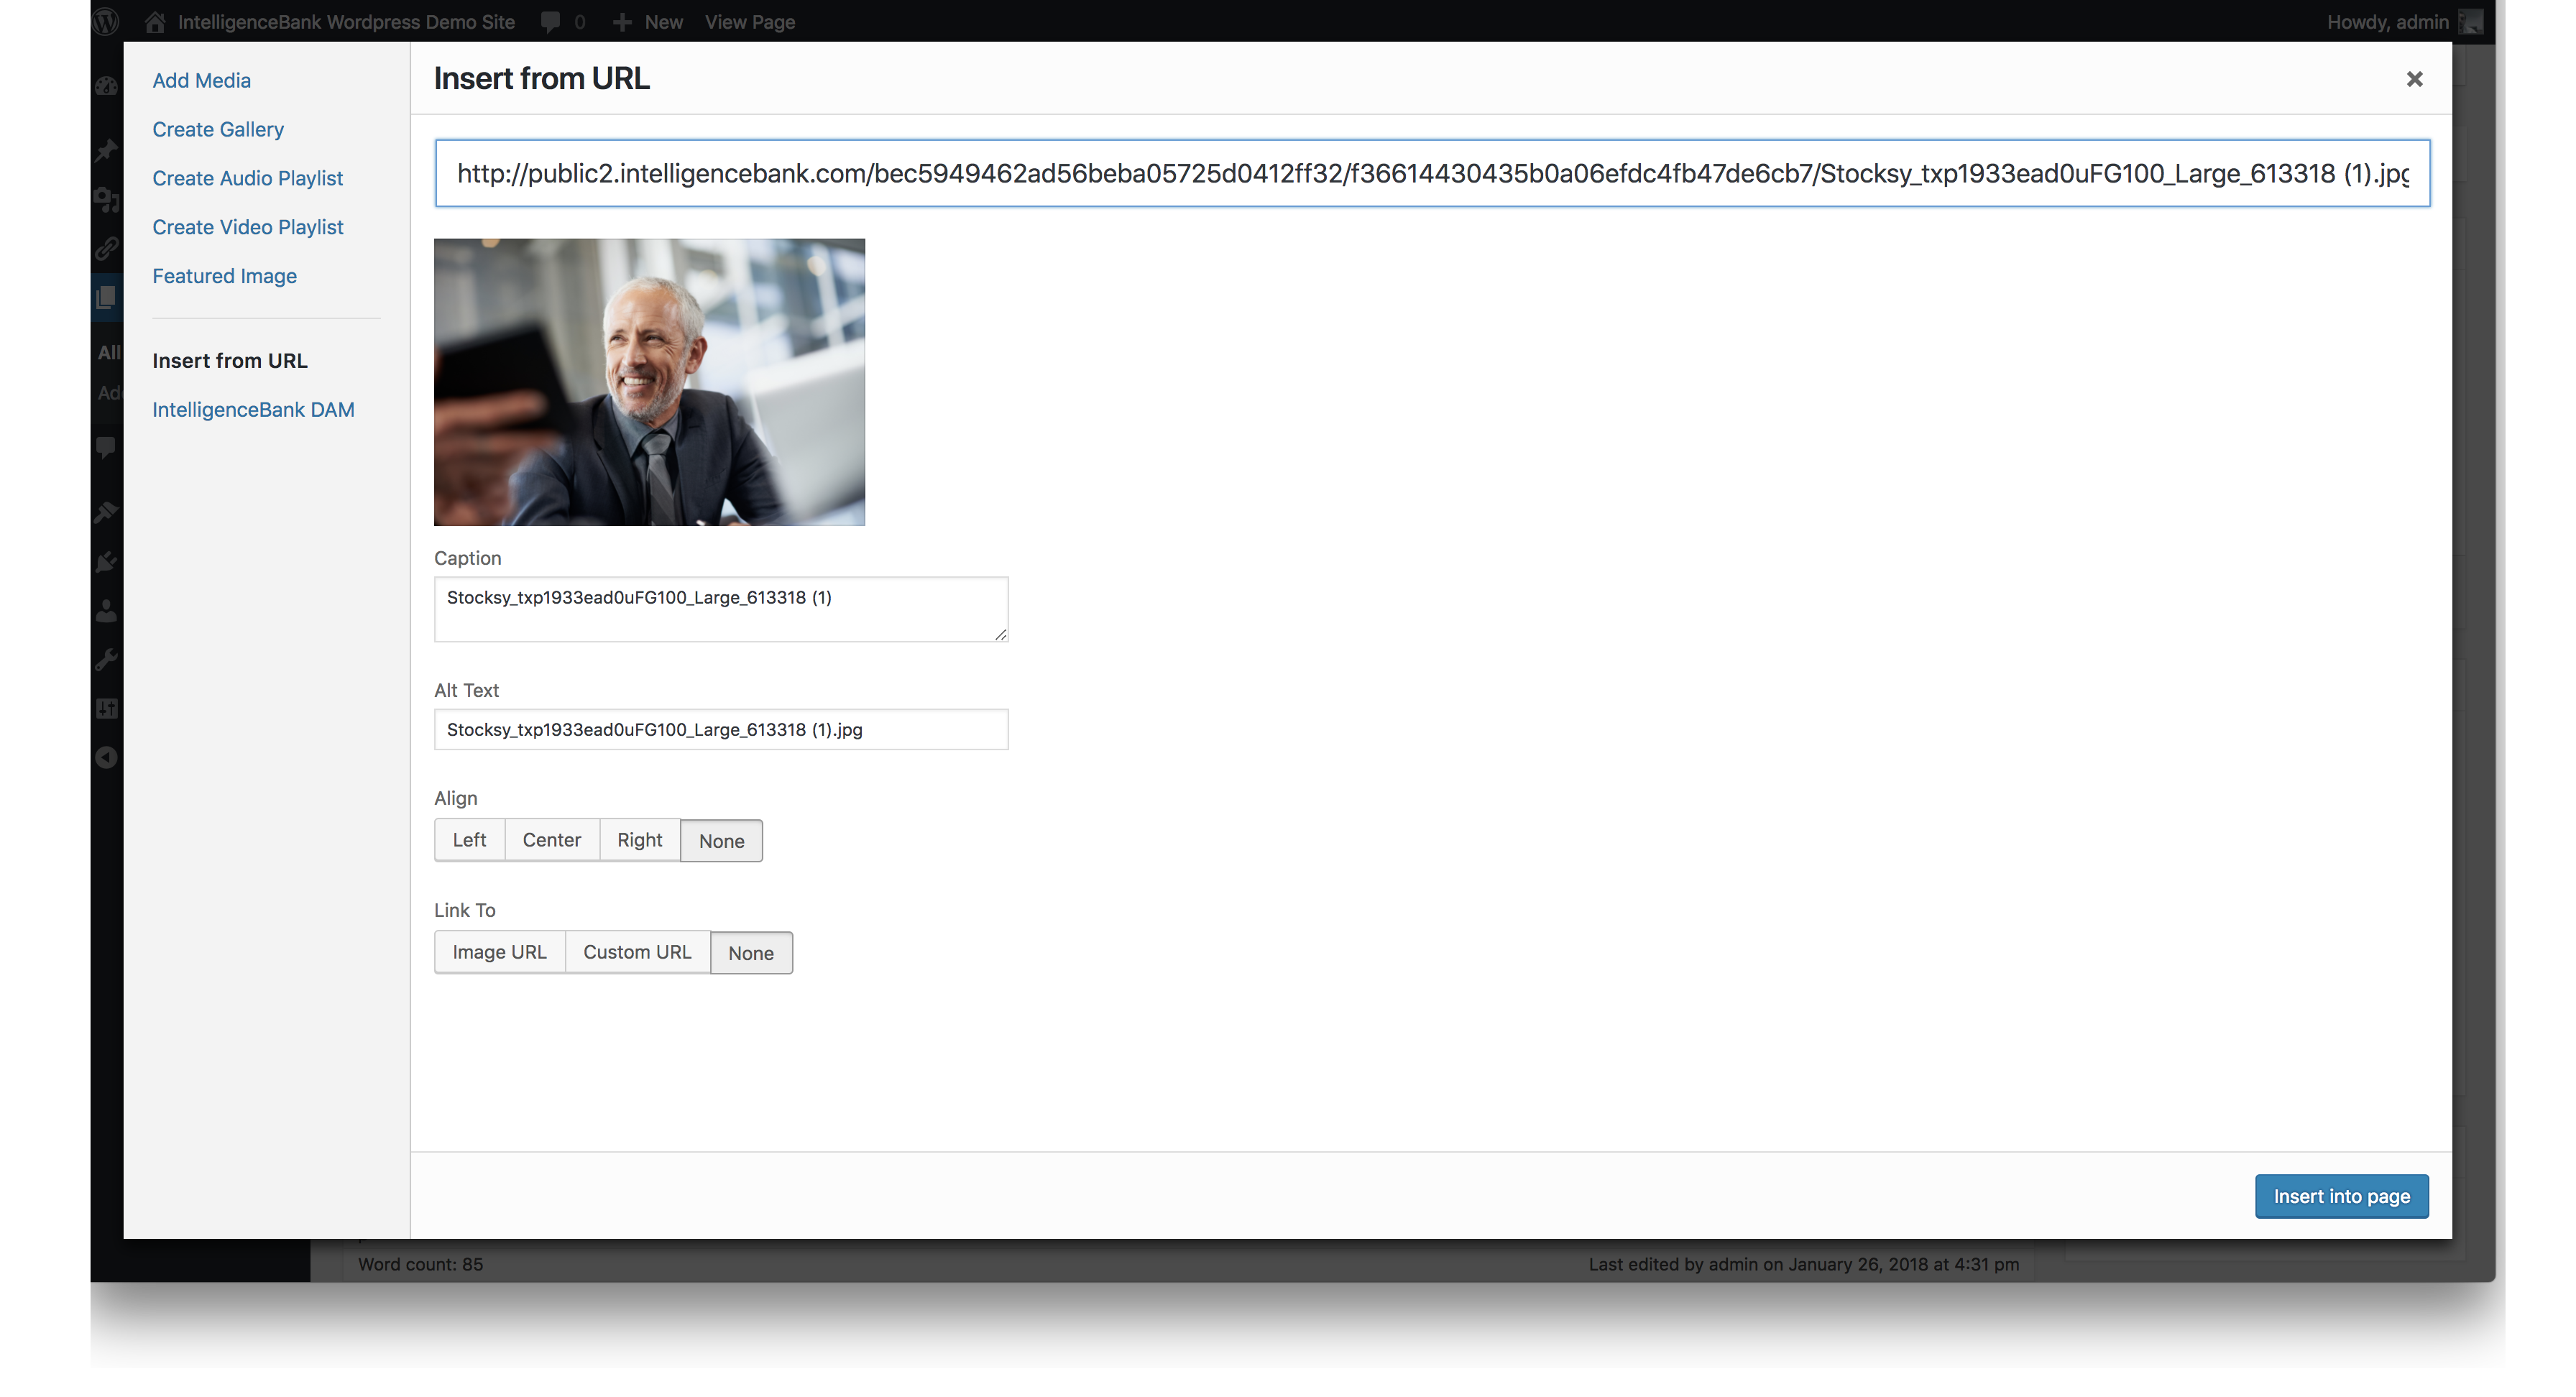 IntelligenceBank Wordpress Demo Site 0 New View Page Howdy, admin
Add Media
Create Gallery
Create Audio Playlist
Create Video Playlist
Featured Image
Insert from URL
IntelligenceBank DAM
All
Insert from URL
http://public2.intelligencebank.com/bec5949462ad56beba05725d0412ff32/f36614430435b0a06efdc4fb47de6cb7/Stocksy_txp1933ead0uFG100_Large_613318 (1).jpg
Caption
Stocksy_txp1933ead0uFG100_Large_613318 (1)
Alt Text
Stocksy_txp1933ead0uFG100_Large_613318 (1).jpg
Align
Left Center Right None
Link To
Image URL Custom URL None
Insert into page
Word count: 85 Last edited by admin on January 26, 2018 at 4:31 pm